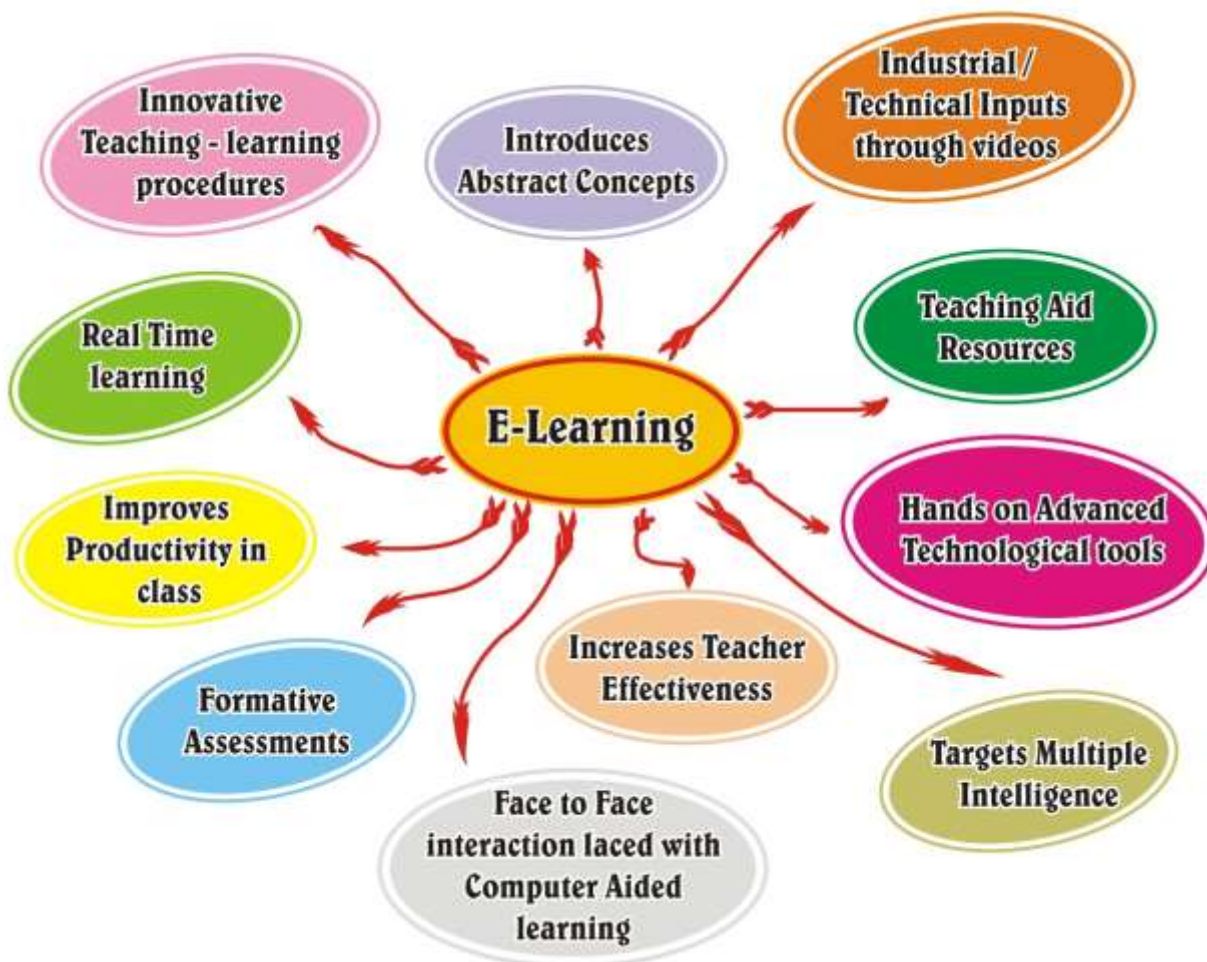 Innovative
Teaching - learning
procedures
Introduces
Abstract Concepts
Industrial /
Technical Inputs
through videos
Real Time
learning
Teaching Aid
Resources
E-Learning
Improves
Productivity in
class
Hands on Advanced
Technological tools
Formative
Assessments
Increases Teacher
Effectiveness
Targets Multiple
Intelligence
Face to Face
interaction laced with
Computer Aided
learning